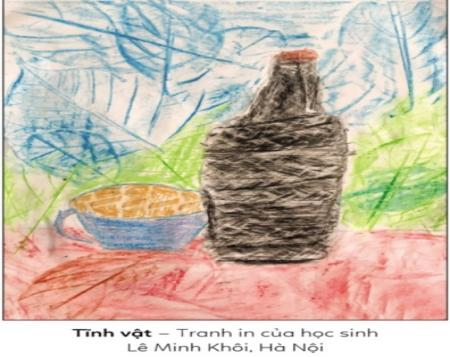 Tĩnh vật – Tranh in của học sinh
Lê Minh Khôi, Hà Nội